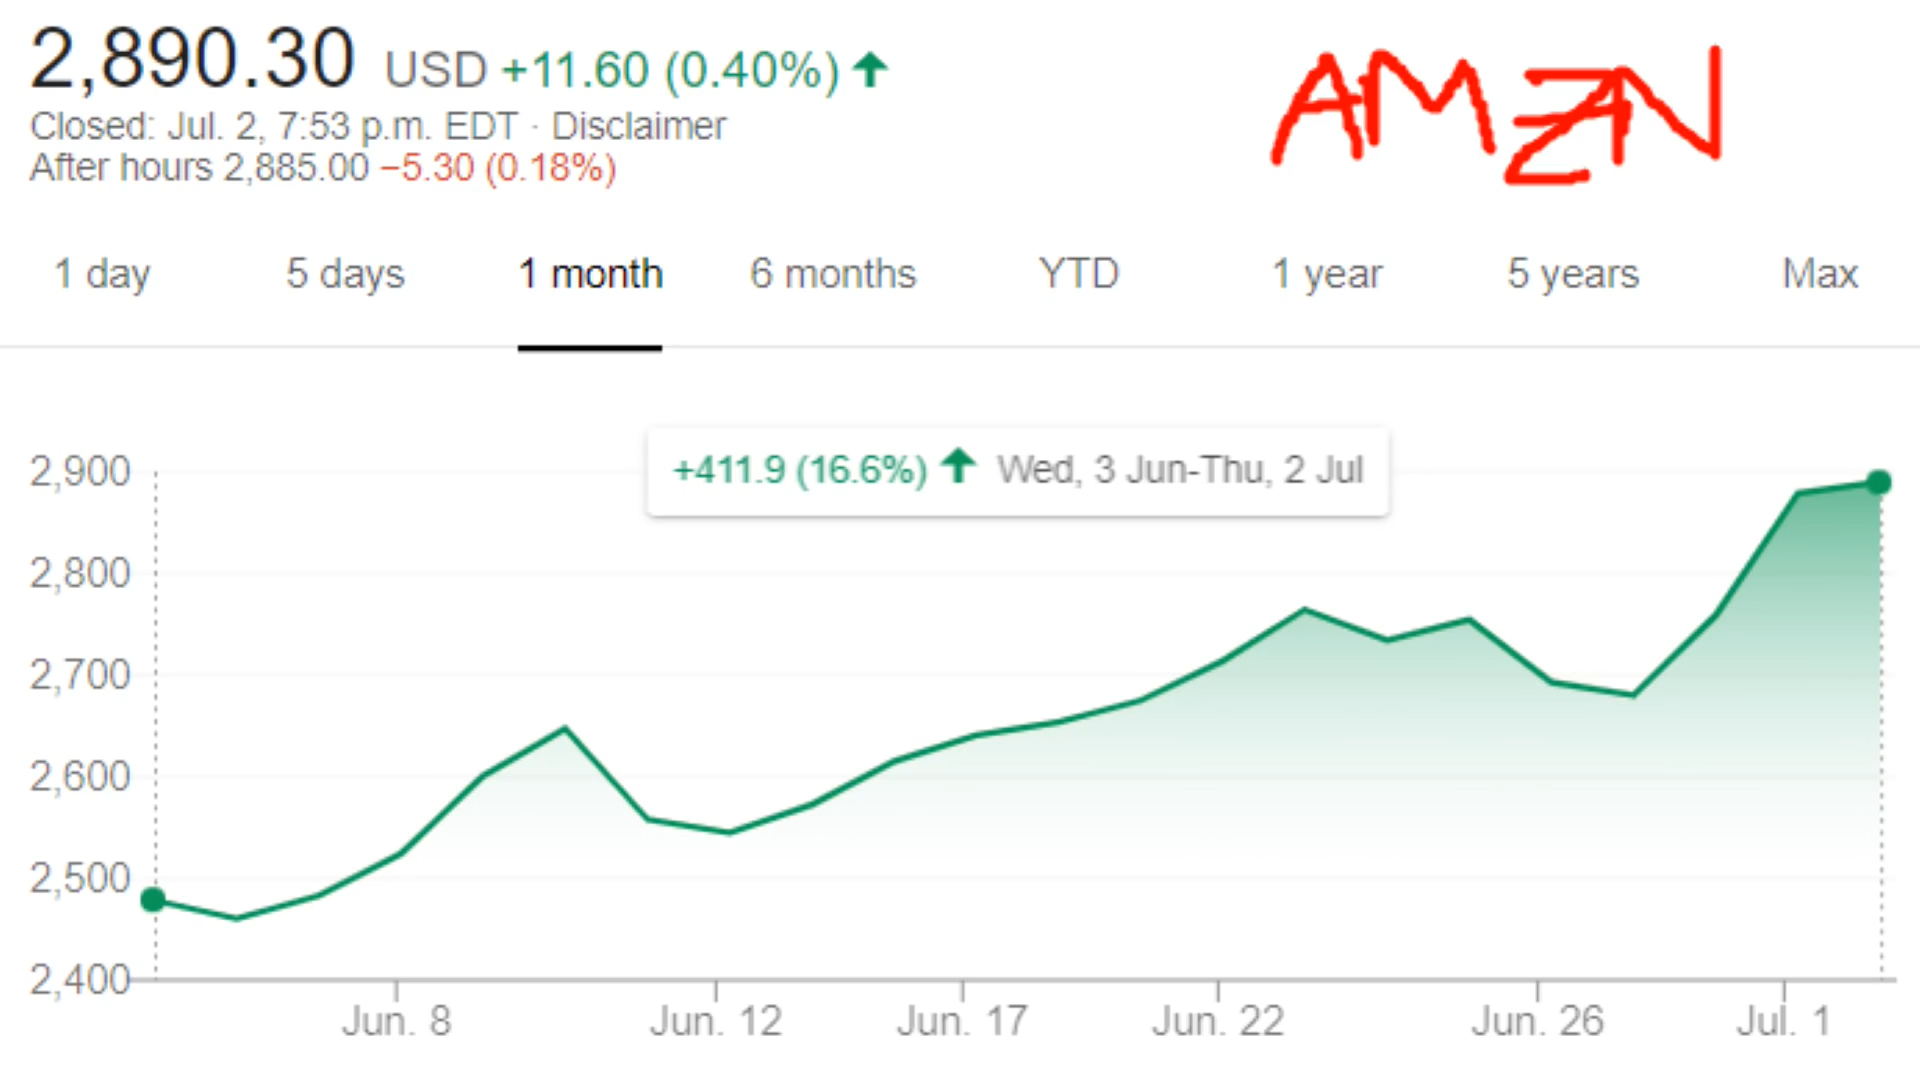 2,890.30 USD +11.60 (0.40%)
AMZN
Closed: Jul. 2, 7:53 p.m. EDT · Disclaimer
After hours 2,885.00 −5.30 (0.18%)
1 day 5 days 1 month 6 months YTD 1 year 5 years Max
+411.9 (16.6%) Wed, 3 Jun-Thu, 2 Jul
2,900
2,800
2,700
2,600
2,500
2,400
Jun. 8 Jun. 12 Jun. 17 Jun. 22 Jun. 26 Jul. 1